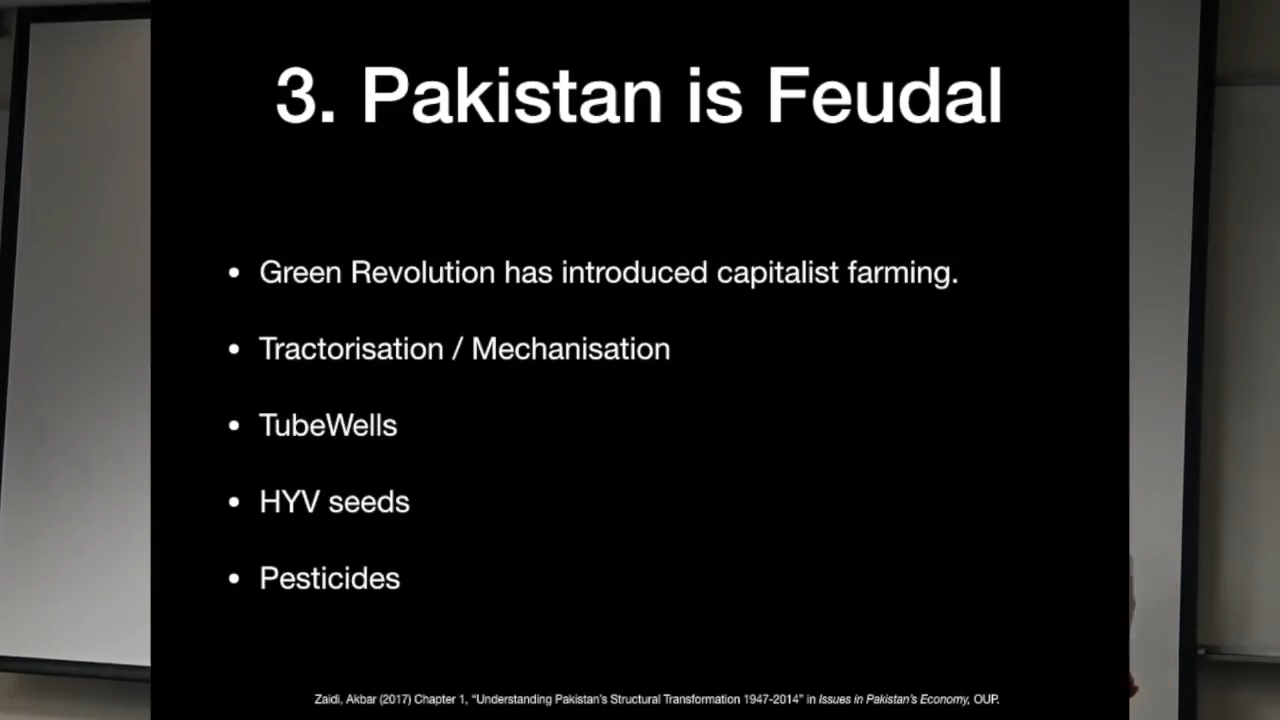 3. Pakistan is Feudal
• Green Revolution has introduced capitalist farming.
• Tractorisation / Mechanisation
• TubeWells
• HYV seeds
• Pesticides
Zaidi, Akbar (2017) Chapter 1, “Understanding Pakistan’s Structural Transformation 1947-2014” in Issues in Pakistan’s Economy, OUP.